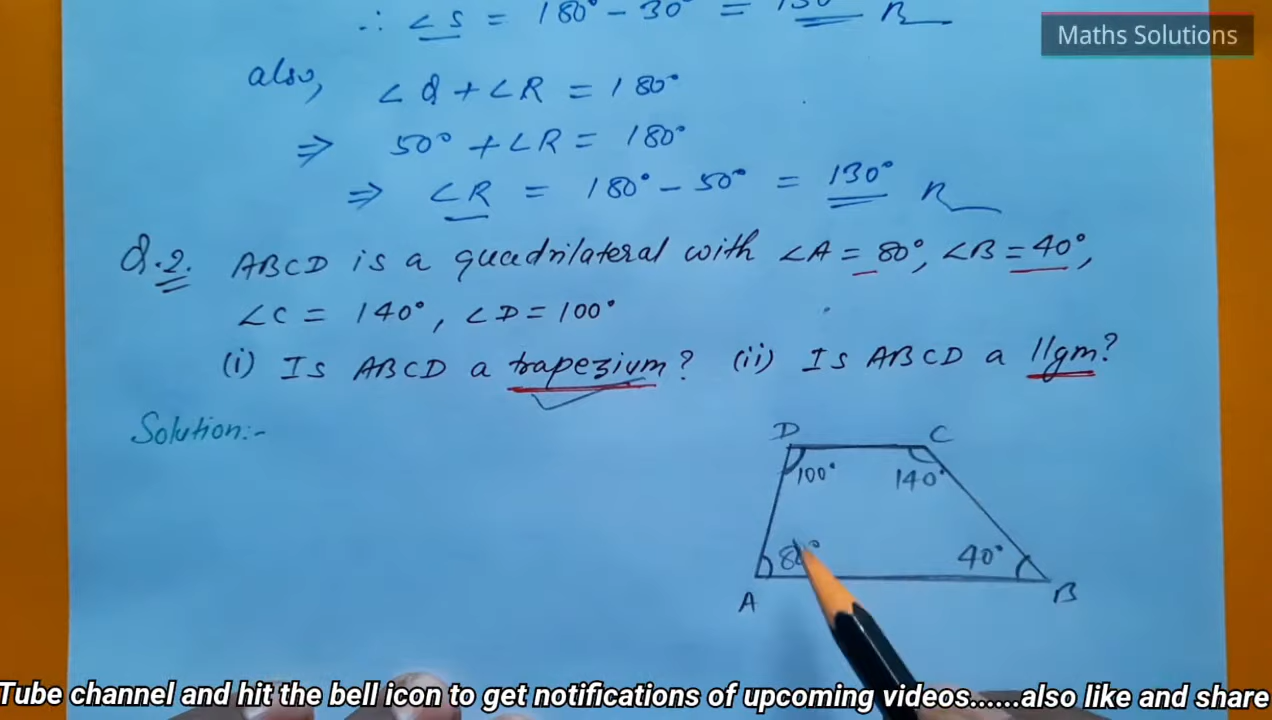 ∴ ∠S = 180° - 30° =
Maths Solutions
also, ∠Q + ∠R = 180°
⇒ 50° + ∠R = 180°
⇒ ∠R = 180° - 50° = 130°
Q.2. ABCD is a quadrilateral with ∠A = 80°, ∠B = 40°,
∠C = 140°, ∠D = 100°
(i) Is ABCD a trapezium? (ii) Is ABCD a llgm?
Solution:-
D C
100° 140°
80° 40°
A B
Tube channel and hit the bell icon to get notifications of upcoming videos......also like and share